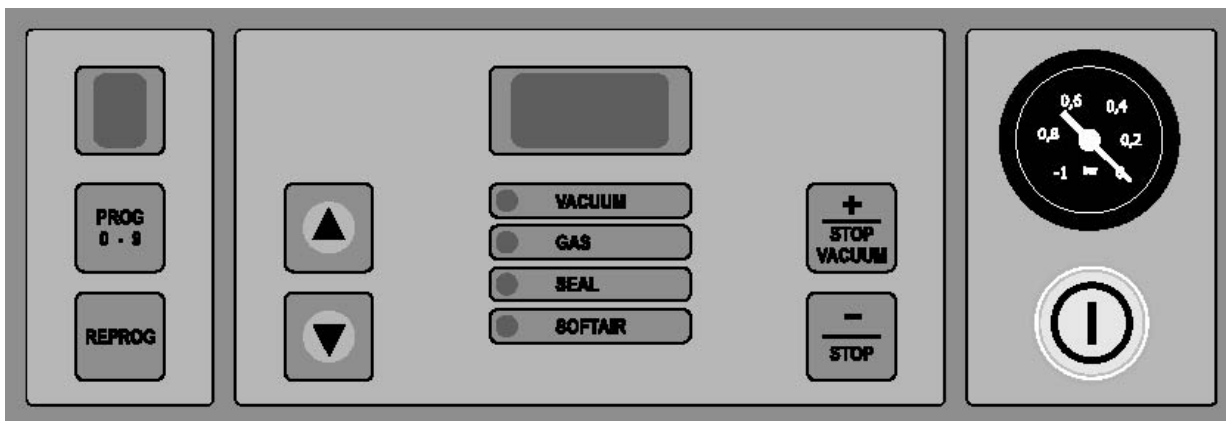 PROG
0 - 9
REPROG
VACUUM
GAS
SEAL
SOFTAIR
+
STOP
VACUUM
-
STOP
0,6 0,4
0,8 0,2
-1 bar 0